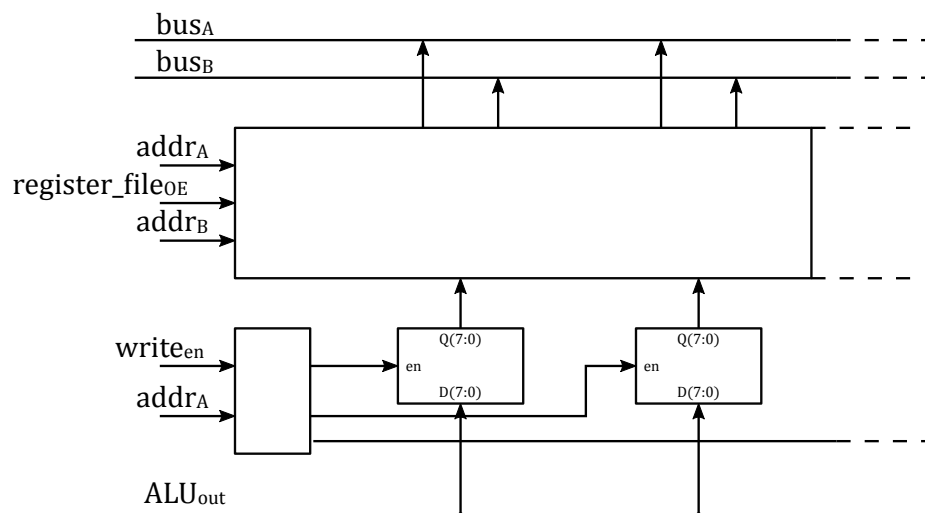 busA
busB
addrA
register_fileOE
addrB
writeen
Q(7:0)
Q(7:0)
en
en
addrA
D(7:0)
D(7:0)
ALUout